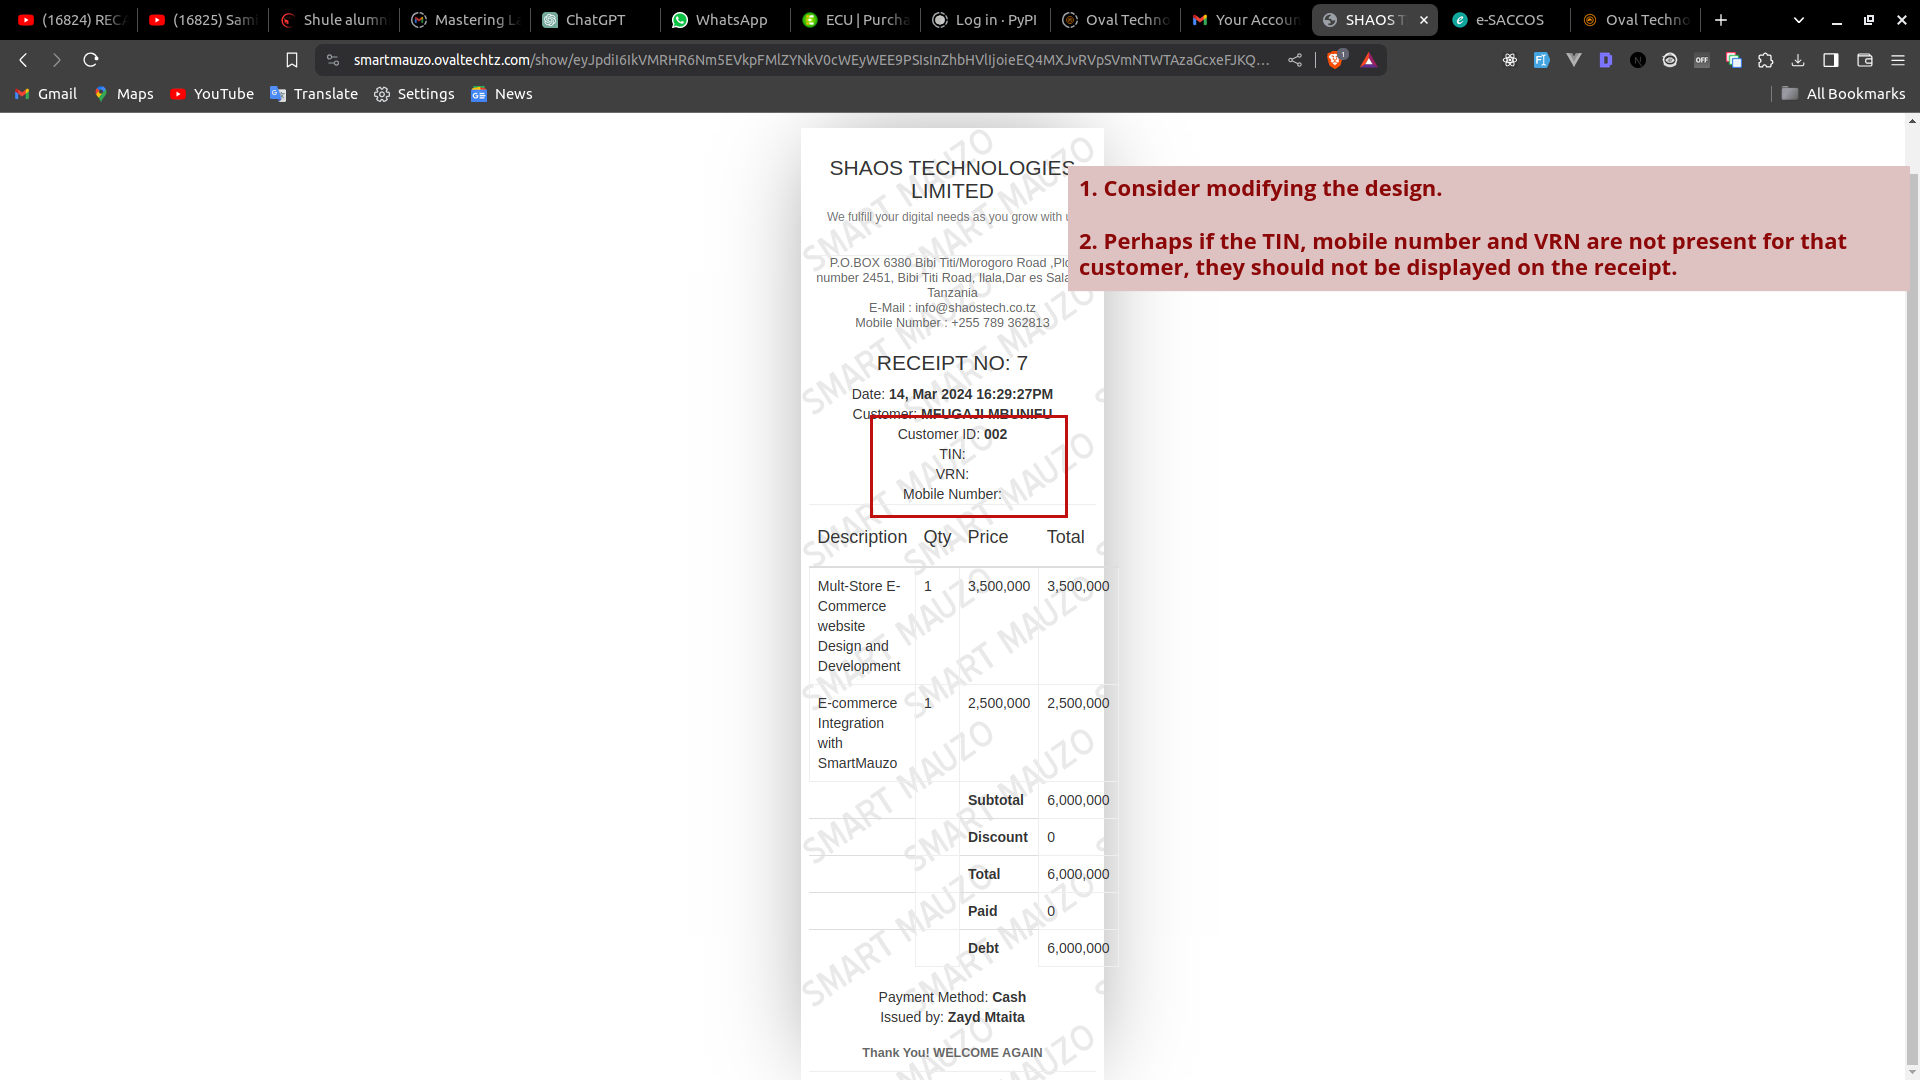 (16824) RECA
(16825) Sami
Shule alumn
Mastering La
ChatGPT
WhatsApp
ECU | Purcha
Log in · PyPI
Oval Techno
Your Accoun
SHAOS T
e-SACCOS
Oval Techno
smartmauzo.ovaltechtz.com
Gmail
Maps
YouTube
Translate
Settings
News
All Bookmarks
SHAOS TECHNOLOGIES
LIMITED
We fulfill your digital needs as you grow with u
1. Consider modifying the design.
2. Perhaps if the TIN, mobile number and VRN are not present for that
customer, they should not be displayed on the receipt.
P.O.BOX 6380 Bibi Titi/Morogoro Road ,Plo
number 2451, Bibi Titi Road, Ilala,Dar es Sala
Tanzania
E-Mail : info@shaostech.co.tz
Mobile Number : +255 789 362813
RECEIPT NO: 7
Date: 14, Mar 2024 16:29:27PM
Customer: MFUGAJI MBUNIFU
Customer ID: 002
TIN:
VRN:
Mobile Number:
Description Qty Price Total
Mult-Store E- 1 3,500,000 3,500,000
Commerce
website
Design and
Development
E-commerce 1 2,500,000 2,500,000
Integration
with
SmartMauzo
Subtotal 6,000,000
Discount 0
Total 6,000,000
Paid 0
Debt 6,000,000
Payment Method: Cash
Issued by: Zayd Mtaita
Thank You! WELCOME AGAIN
SMART MAUZO